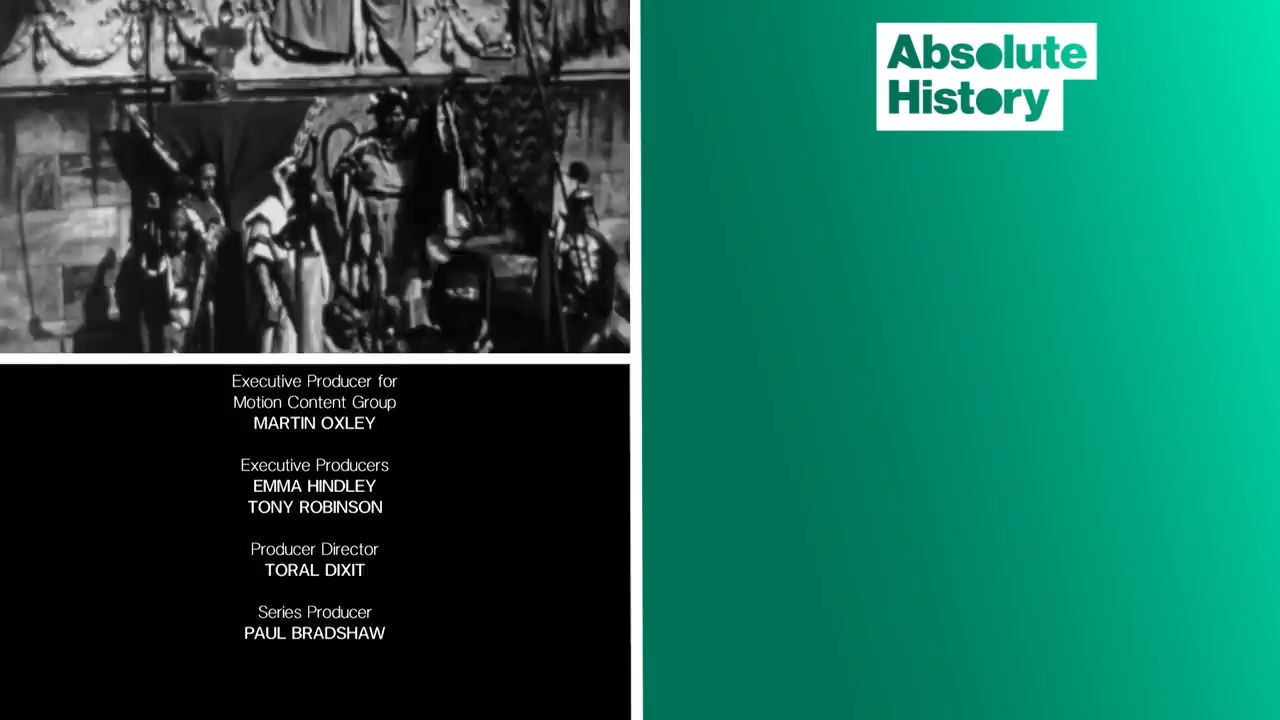 Absolute
History
Executive Producer for
Motion Content Group
MARTIN OXLEY
Executive Producers
EMMA HINDLEY
TONY ROBINSON
Producer Director
TORAL DIXIT
Series Producer
PAUL BRADSHAW